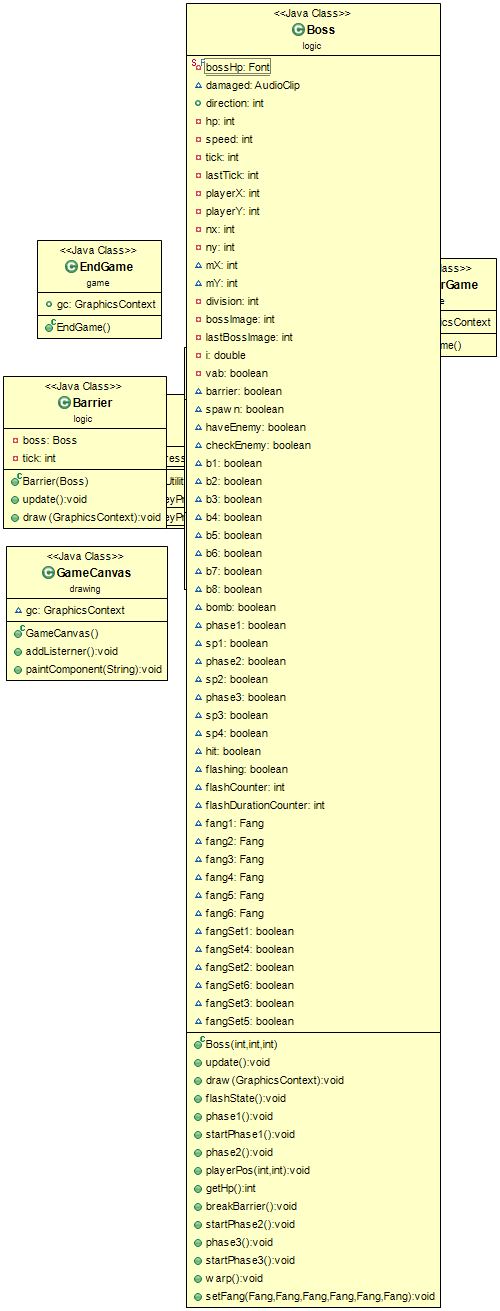 <<Java Class>>
Boss
logic
bossHp: Font
damaged: AudioClip
direction: int
hp: int
speed: int
tick: int
lastTick: int
playerX: int
playerY: int
nx: int
ny: int
mX: int
mY: int
division: int
bossImage: int
lastBossImage: int
i: double
vab: boolean
barrier: boolean
spawn: boolean
haveEnemy: boolean
checkEnemy: boolean
b1: boolean
b2: boolean
b3: boolean
b4: boolean
b5: boolean
b6: boolean
b7: boolean
b8: boolean
bomb: boolean
phase1: boolean
sp1: boolean
phase2: boolean
sp2: boolean
phase3: boolean
sp3: boolean
sp4: boolean
hit: boolean
flashing: boolean
flashCounter: int
flashDurationCounter: int
fang1: Fang
fang2: Fang
fang3: Fang
fang4: Fang
fang5: Fang
fang6: Fang
fangSet1: boolean
fangSet4: boolean
fangSet2: boolean
fangSet6: boolean
fangSet3: boolean
fangSet5: boolean
Boss(int,int,int)
update():void
draw(GraphicsContext):void
flashState():void
phase1():void
startPhase1():void
phase2():void
playerPos(int,int):void
getHp():int
breakBarrier():void
startPhase2():void
phase3():void
startPhase3():void
warp():void
setFang(Fang,Fang,Fang,Fang,Fang,Fang):void
<<Java Class>>
EndGame
game
gc: GraphicsContext
EndGame()
<<Java Class>>
Barrier
logic
boss: Boss
tick: int
Barrier(Boss)
update():void
draw(GraphicsContext):void
<<Java Class>>
GameCanvas
drawing
gc: GraphicsContext
GameCanvas()
addListerner():void
paintComponent(String):void
ss>>
rGame
e
icsContext
me()
ress
Utilit
eyPr
eyPr